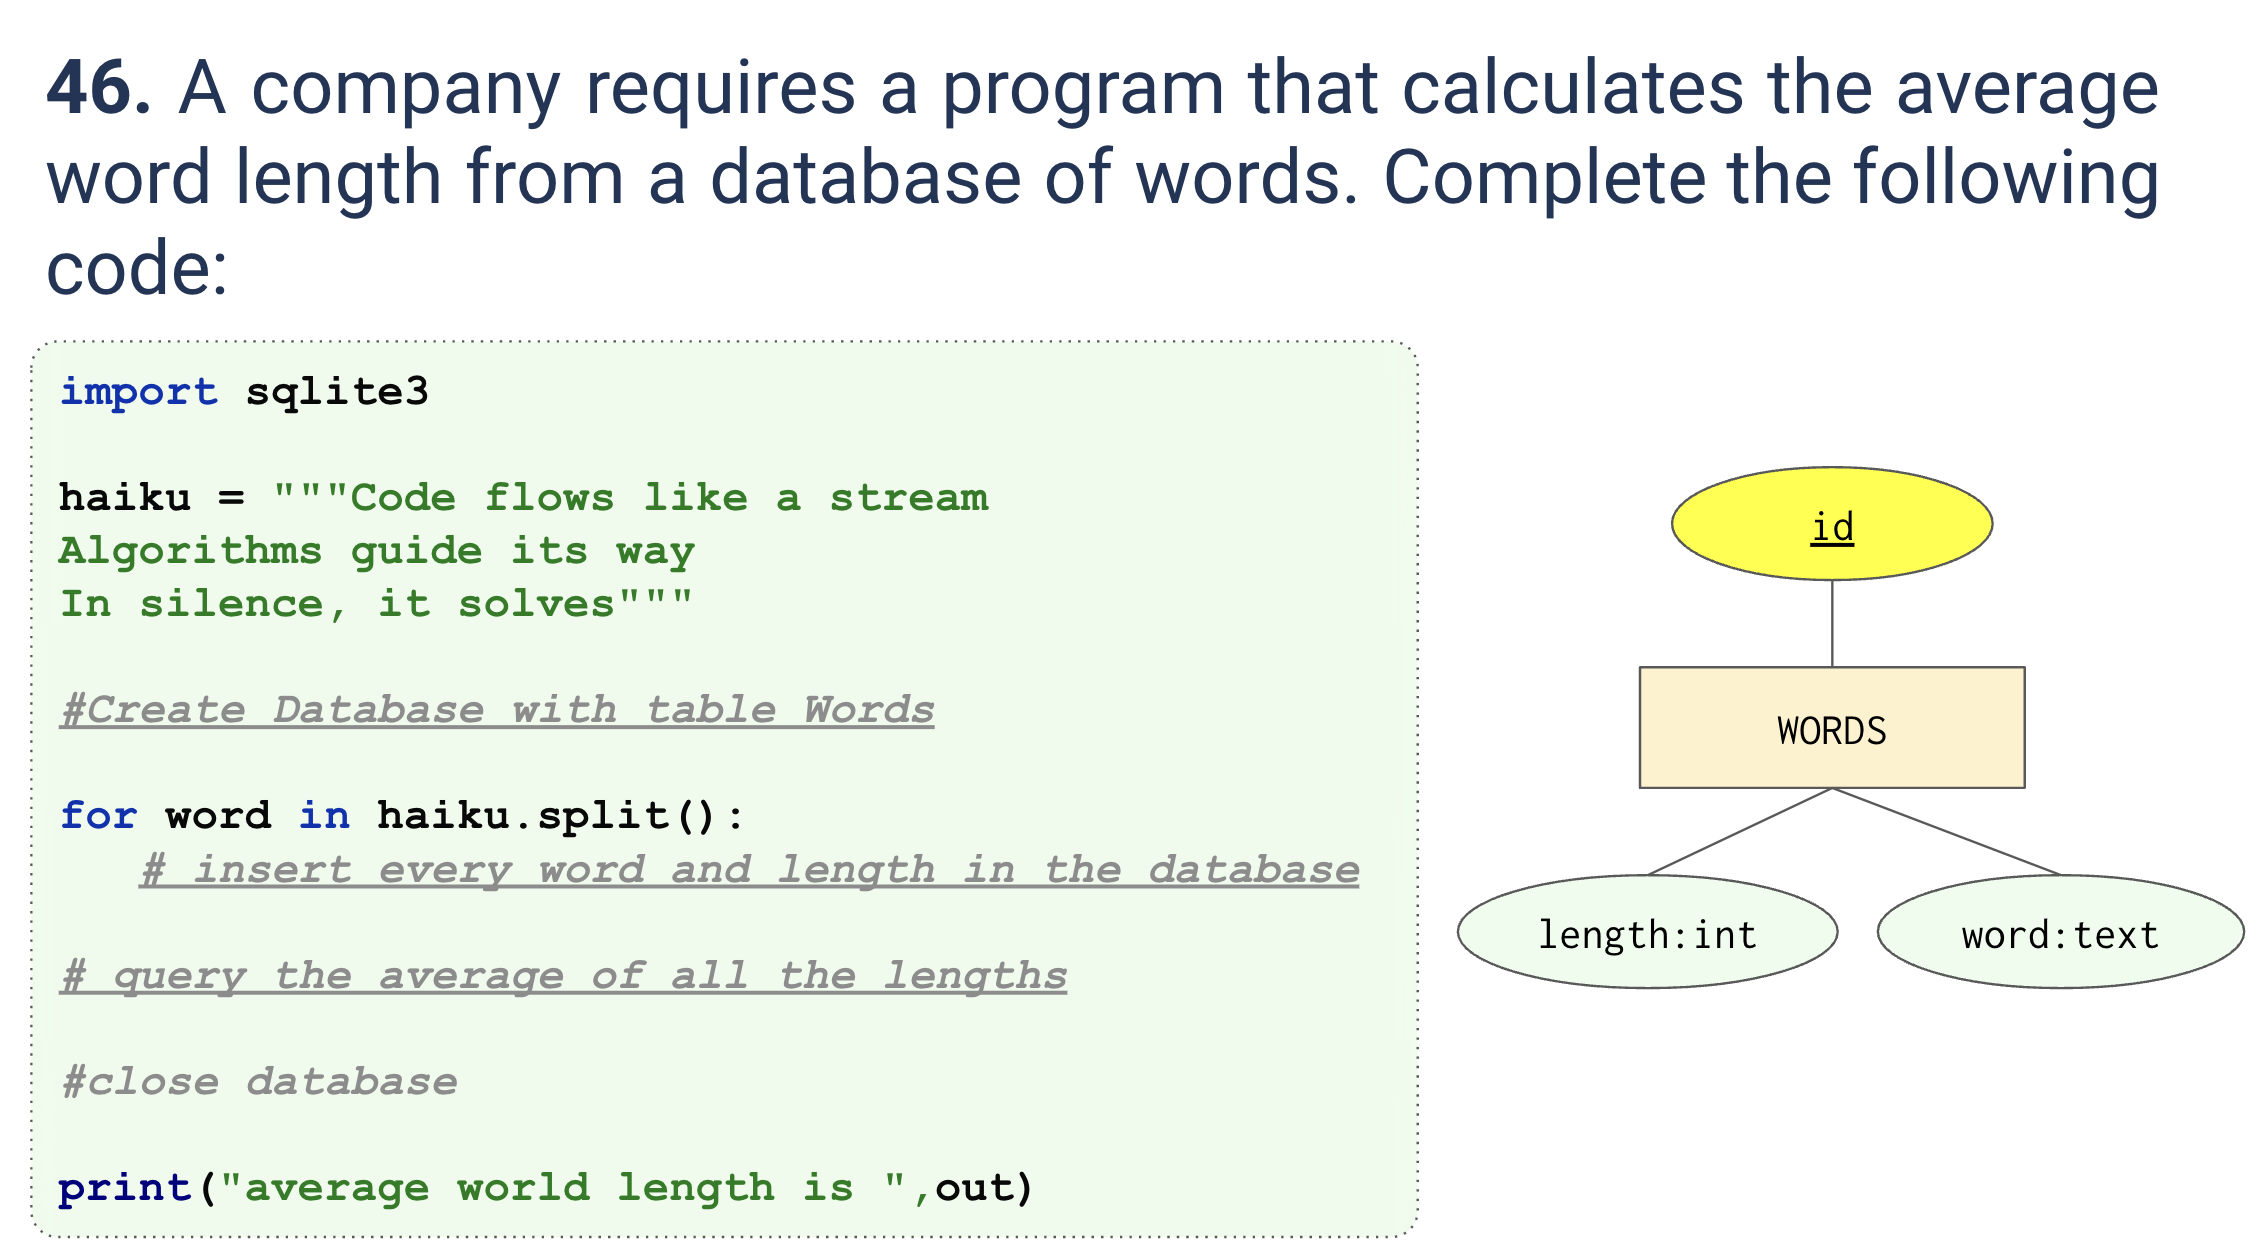 46. A company requires a program that calculates the average
word length from a database of words. Complete the following
code:
import sqlite3
haiku = """Code flows like a stream
Algorithms guide its way
In silence, it solves"""
#Create Database with table Words
for word in haiku.split():
# insert every word and length in the database
# query the average of all the lengths
#close database
print("average world length is ",out)
id
WORDS
length:int
word:text